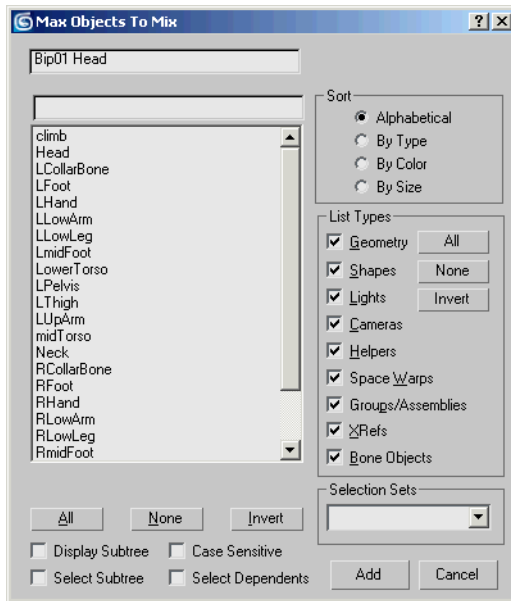 Max Objects To Mix
Bip01 Head
climb
Head
LCollarBone
LFoot
LHand
LLowArm
LLowLeg
LmidFoot
LowerTorso
LPelvis
LThigh
LUpArm
midTorso
Neck
RCollarBone
RFoot
RHand
RLowArm
RLowLeg
RmidFoot
All None Invert
Display Subtree Case Sensitive
Select Subtree Select Dependents
Sort
Alphabetical
By Type
By Color
By Size
List Types
Geometry All
Shapes None
Lights Invert
Cameras
Helpers
Space Warps
Groups/Assemblies
XRefs
Bone Objects
Selection Sets
Add Cancel